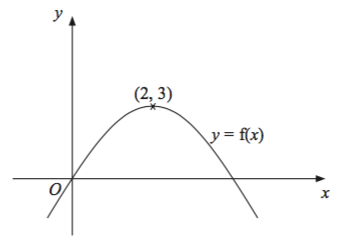 y
(2, 3)
y = f(x)
O
x